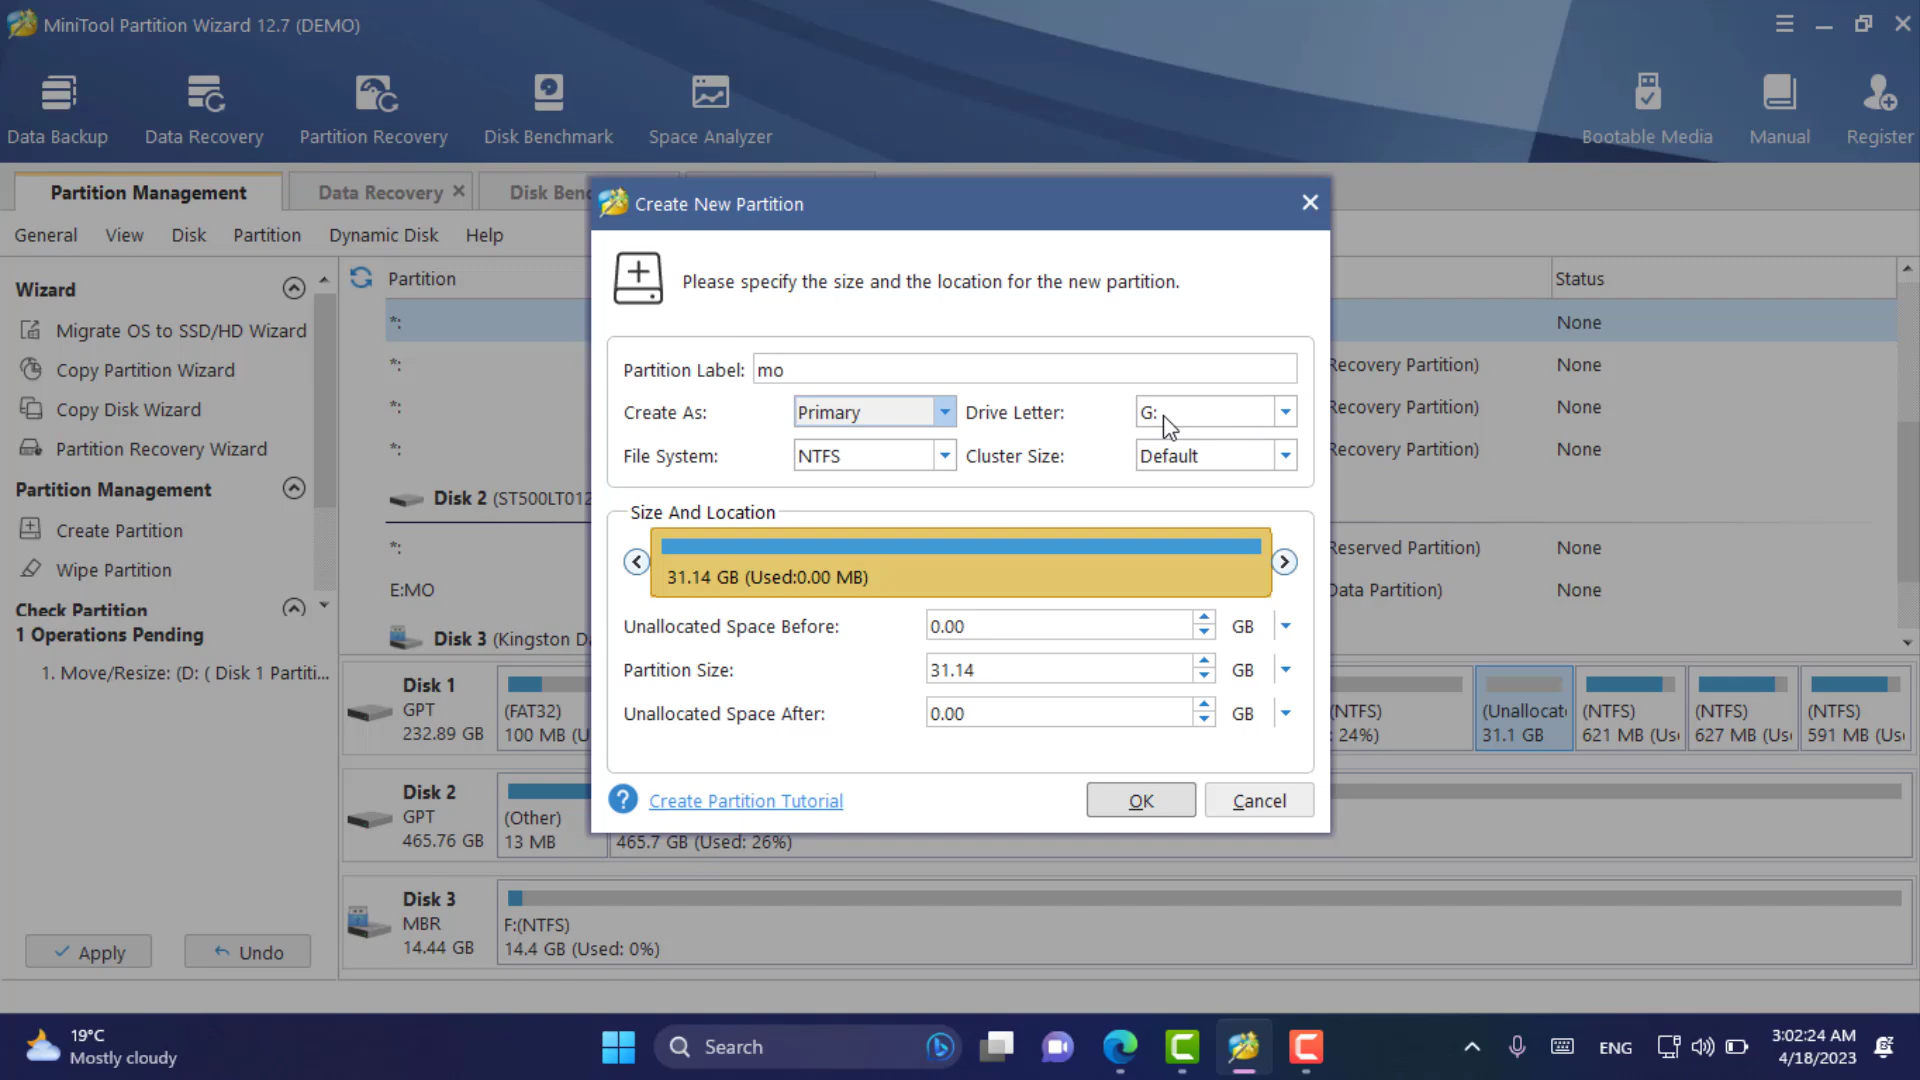 MiniTool Partition Wizard 12.7 (DEMO)
Data Backup
Data Recovery
Partition Recovery
Disk Benchmark
Space Analyzer
Bootable Media
Manual
Register
Partition Management
Data Recovery
Disk Ben
General
View
Disk
Partition
Dynamic Disk
Help
Wizard
Migrate OS to SSD/HD Wizard
Copy Partition Wizard
Copy Disk Wizard
Partition Recovery Wizard
Partition Management
Create Partition
Wipe Partition
Check Partition
1 Operations Pending
1. Move/Resize: (D: ( Disk 1 Partiti...
Apply
Undo
Partition
Status
*:
None
*:
Recovery Partition)
None
*:
Recovery Partition)
None
*:
Recovery Partition)
None
Disk 2 (ST500LT012
*:
Reserved Partition)
None
E:MO
Data Partition)
None
Disk 3 (Kingston D
Create New Partition
Please specify the size and the location for the new partition.
Partition Label: mo
Create As: Primary
Drive Letter: G:
File System: NTFS
Cluster Size: Default
Size And Location
31.14 GB (Used:0.00 MB)
Unallocated Space Before: 0.00 GB
Partition Size: 31.14 GB
Unallocated Space After: 0.00 GB
Create Partition Tutorial
OK
Cancel
Disk 1
GPT
232.89 GB
(FAT32)
100 MB (U
(NTFS)
: 24%)
(Unallocat
31.1 GB
(NTFS)
621 MB (Us
(NTFS)
627 MB (Us
(NTFS)
591 MB (Us
Disk 2
GPT
465.76 GB
(Other)
13 MB
465.7 GB (Used: 26%)
Disk 3
MBR
14.44 GB
F:(NTFS)
14.4 GB (Used: 0%)
19°C
Mostly cloudy
Search
ENG
3:02:24 AM
4/18/2023